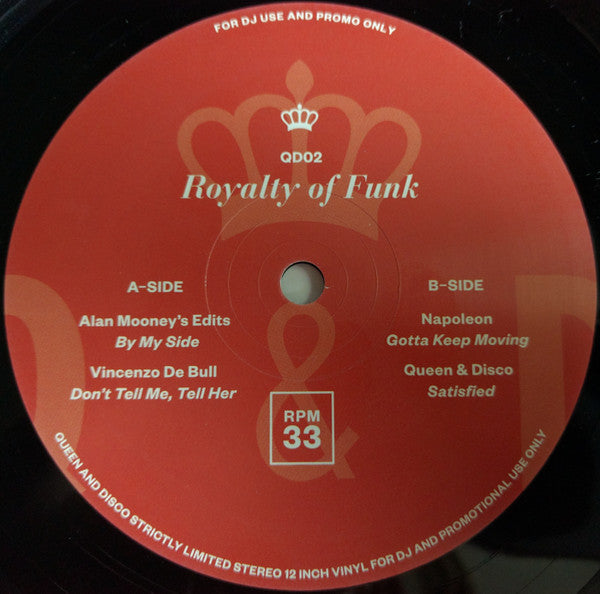 FOR DJ USE AND PROMO ONLY
QD02
Royalty of Funk
A-SIDE
Alan Mooney's Edits
By My Side
Vincenzo De Bull
Don't Tell Me, Tell Her
B-SIDE
Napoleon
Gotta Keep Moving
Queen & Disco
Satisfied
RPM
33
Q & D
QUEEN AND DISCO STRICTLY LIMITED STEREO 12 INCH VINYL FOR DJ AND PROMOTIONAL USE ONLY